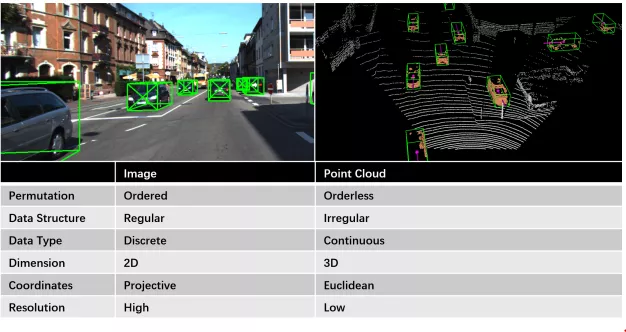 Image Point Cloud
Permutation Ordered Orderless
Data Structure Regular Irregular
Data Type Discrete Continuous
Dimension 2D 3D
Coordinates Projective Euclidean
Resolution High Low